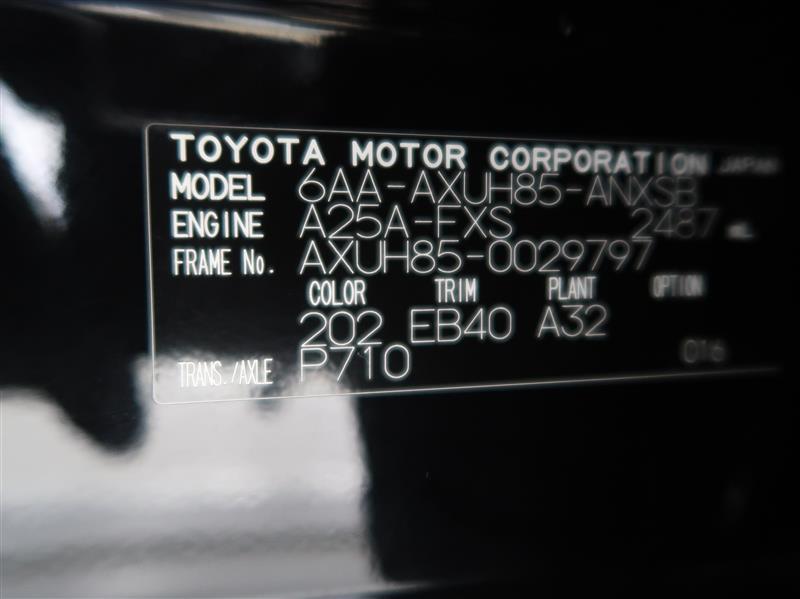 TOYOTA MOTOR CORPORATION JAPAN
MODEL 6AA-AXUH85-ANXSB
ENGINE A25A-FXS 2487 mL
FRAME No. AXUH85-0029797
COLOR TRIM PLANT OPTION
202 EB40 A32
TRANS./AXLE P710 016